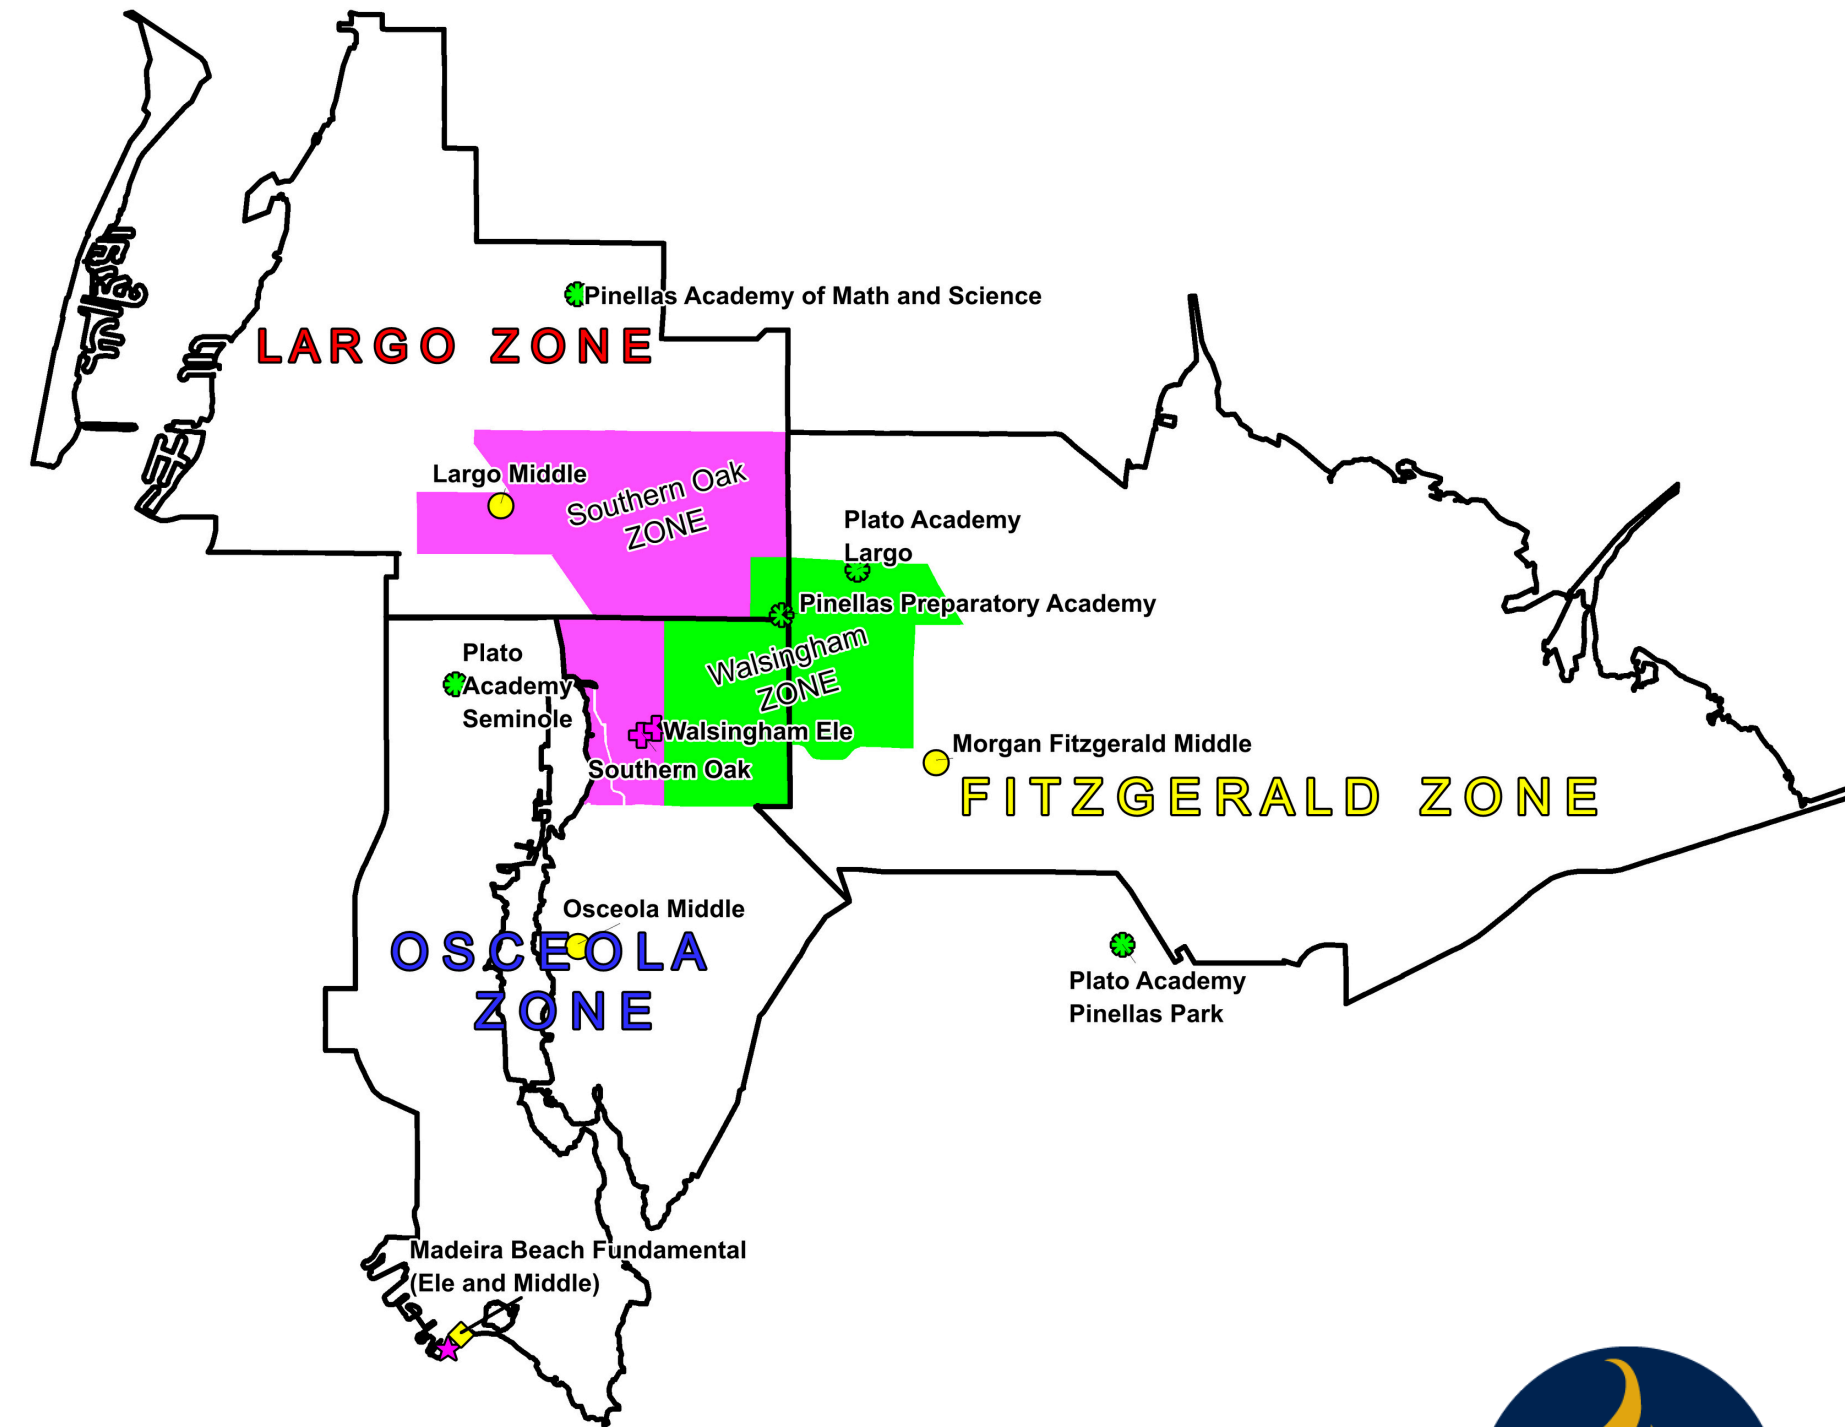 Pinellas Academy of Math and Science
LARGO ZONE
Largo Middle
Southern Oak
ZONE
Plato Academy
Largo
Pinellas Preparatory Academy
Walsingham
ZONE
Plato
Academy
Seminole
Walsingham Ele
Southern Oak
Morgan Fitzgerald Middle
FITZGERALD ZONE
Osceola Middle
OSCEOLA
ZONE
Plato Academy
Pinellas Park
Madeira Beach Fundamental
(Ele and Middle)